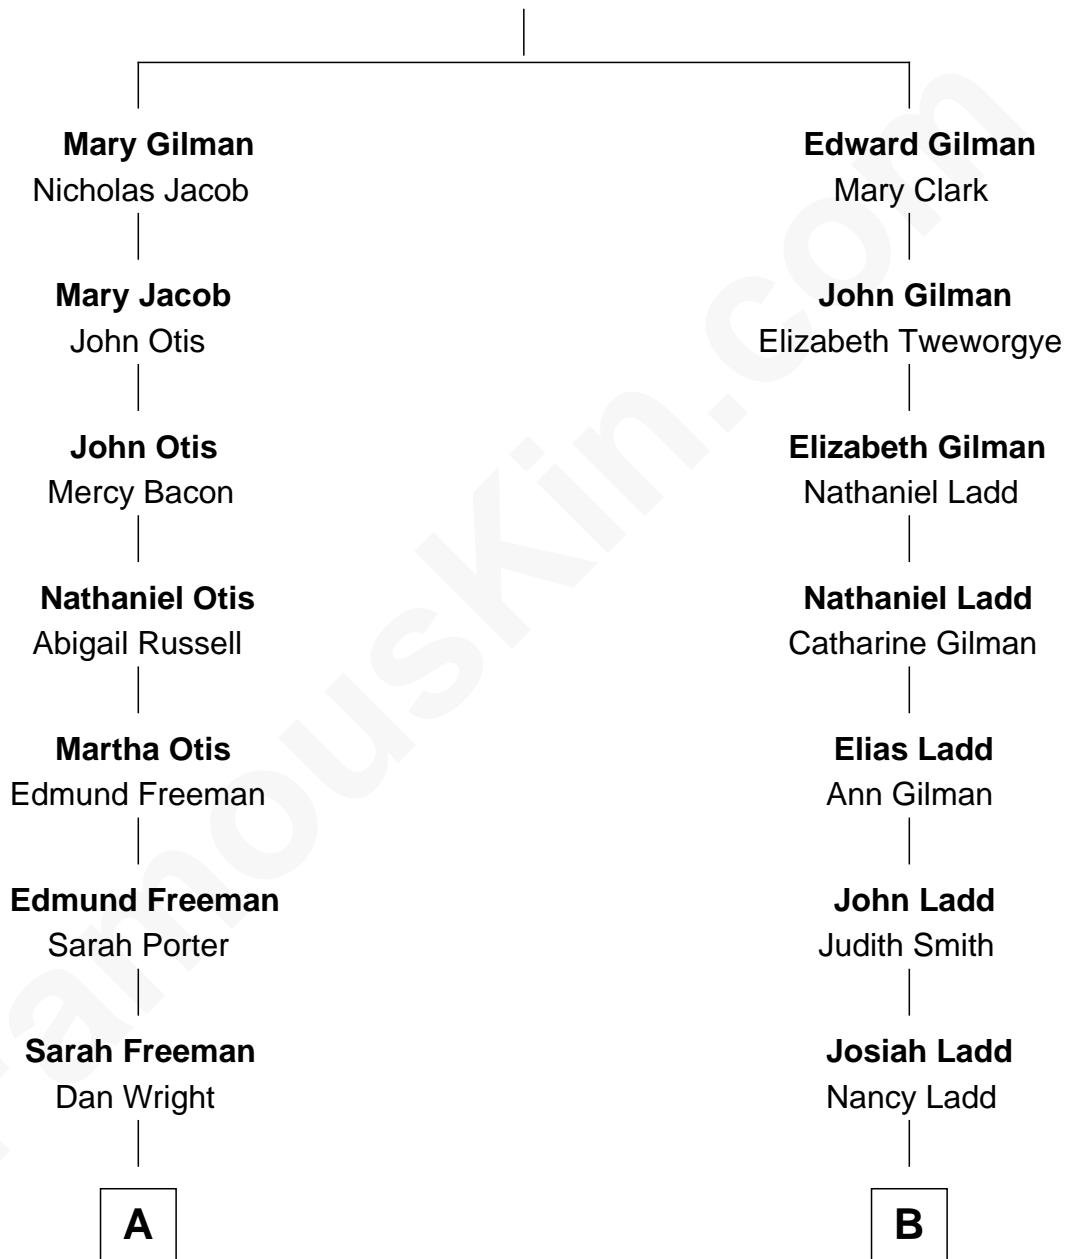 Mary Gilman
Nicholas Jacob
Mary Jacob
John Otis
John Otis
Mercy Bacon
Nathaniel Otis
Abigail Russell
Martha Otis
Edmund Freeman
Edmund Freeman
Sarah Porter
Sarah Freeman
Dan Wright
A
Edward Gilman
Mary Clark
John Gilman
Elizabeth Tweworgye
Elizabeth Gilman
Nathaniel Ladd
Nathaniel Ladd
Catharine Gilman
Elias Ladd
Ann Gilman
John Ladd
Judith Smith
Josiah Ladd
Nancy Ladd
B
FamousKin.com